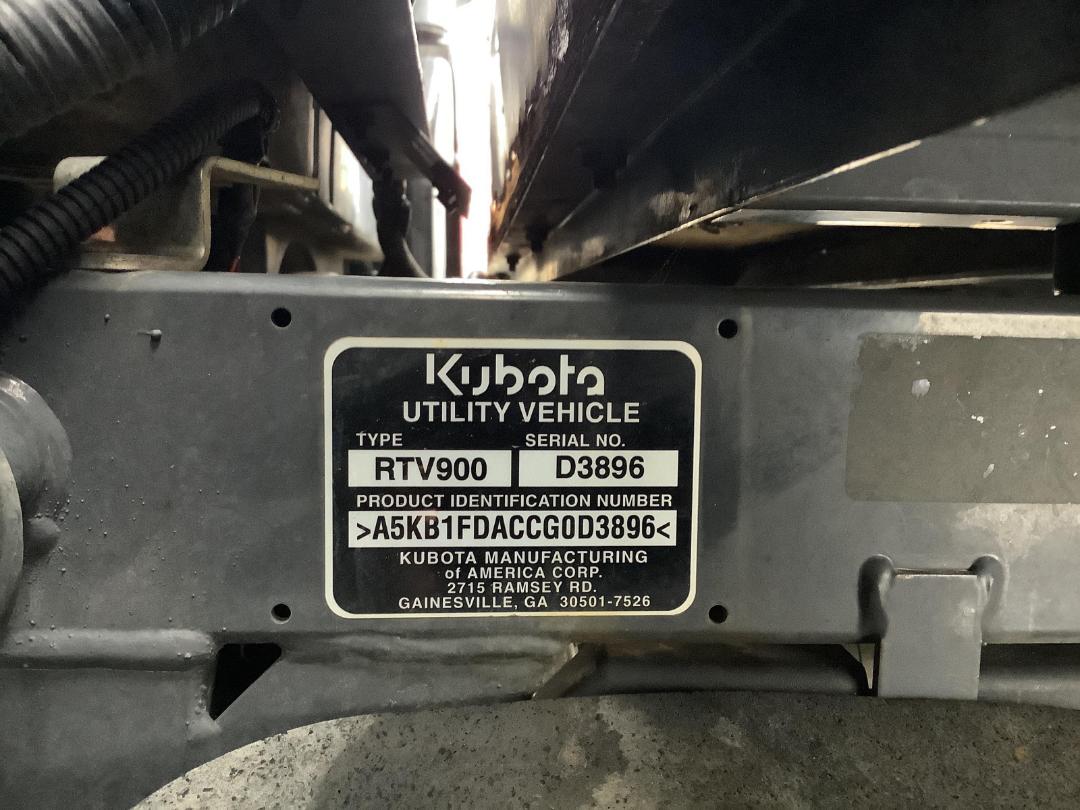 Kubota
UTILITY VEHICLE
TYPE SERIAL NO.
RTV900 D3896
PRODUCT IDENTIFICATION NUMBER
>A5KB1FDACCG0D3896<
KUBOTA MANUFACTURING
of AMERICA CORP.
2715 RAMSEY RD.
GAINESVILLE, GA 30501-7526